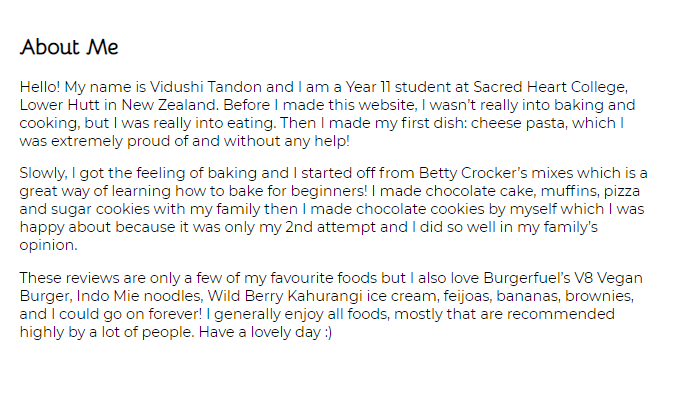 About Me
Hello! My name is Vidushi Tandon and I am a Year 11 student at Sacred Heart College,
Lower Hutt in New Zealand. Before I made this website, I wasn't really into baking and
cooking, but I was really into eating. Then I made my first dish: cheese pasta, which I
was extremely proud of and without any help!
Slowly, I got the feeling of baking and I started off from Betty Crocker's mixes which is a
great way of learning how to bake for beginners! I made chocolate cake, muffins, pizza
and sugar cookies with my family then I made chocolate cookies by myself which I was
happy about because it was only my 2nd attempt and I did so well in my family's
opinion.
These reviews are only a few of my favourite foods but I also love Burgerfuel's V8 Vegan
Burger, Indo Mie noodles, Wild Berry Kahurangi ice cream, feijoas, bananas, brownies,
and I could go on forever! I generally enjoy all foods, mostly that are recommended
highly by a lot of people. Have a lovely day :)